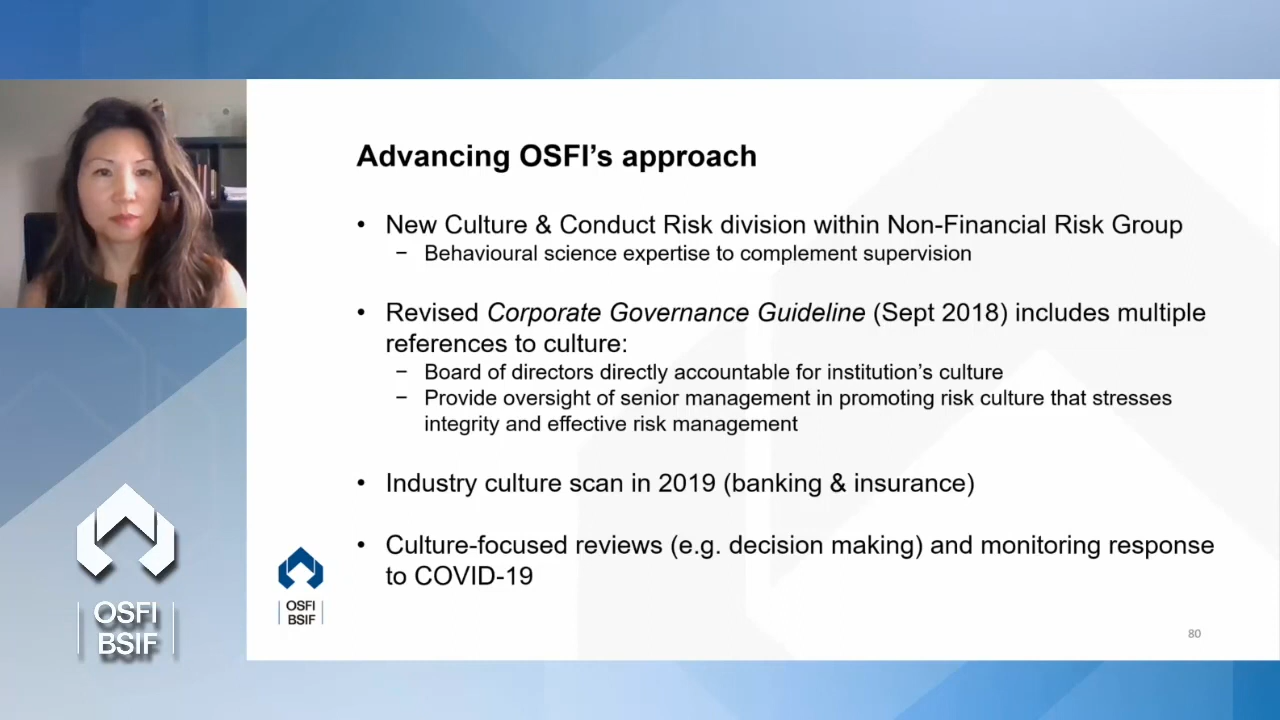 Advancing OSFI’s approach
• New Culture & Conduct Risk division within Non-Financial Risk Group
− Behavioural science expertise to complement supervision
• Revised Corporate Governance Guideline (Sept 2018) includes multiple
references to culture:
− Board of directors directly accountable for institution’s culture
− Provide oversight of senior management in promoting risk culture that stresses
integrity and effective risk management
• Industry culture scan in 2019 (banking & insurance)
• Culture-focused reviews (e.g. decision making) and monitoring response
to COVID-19
OSFI
BSIF
OSFI
BSIF
80